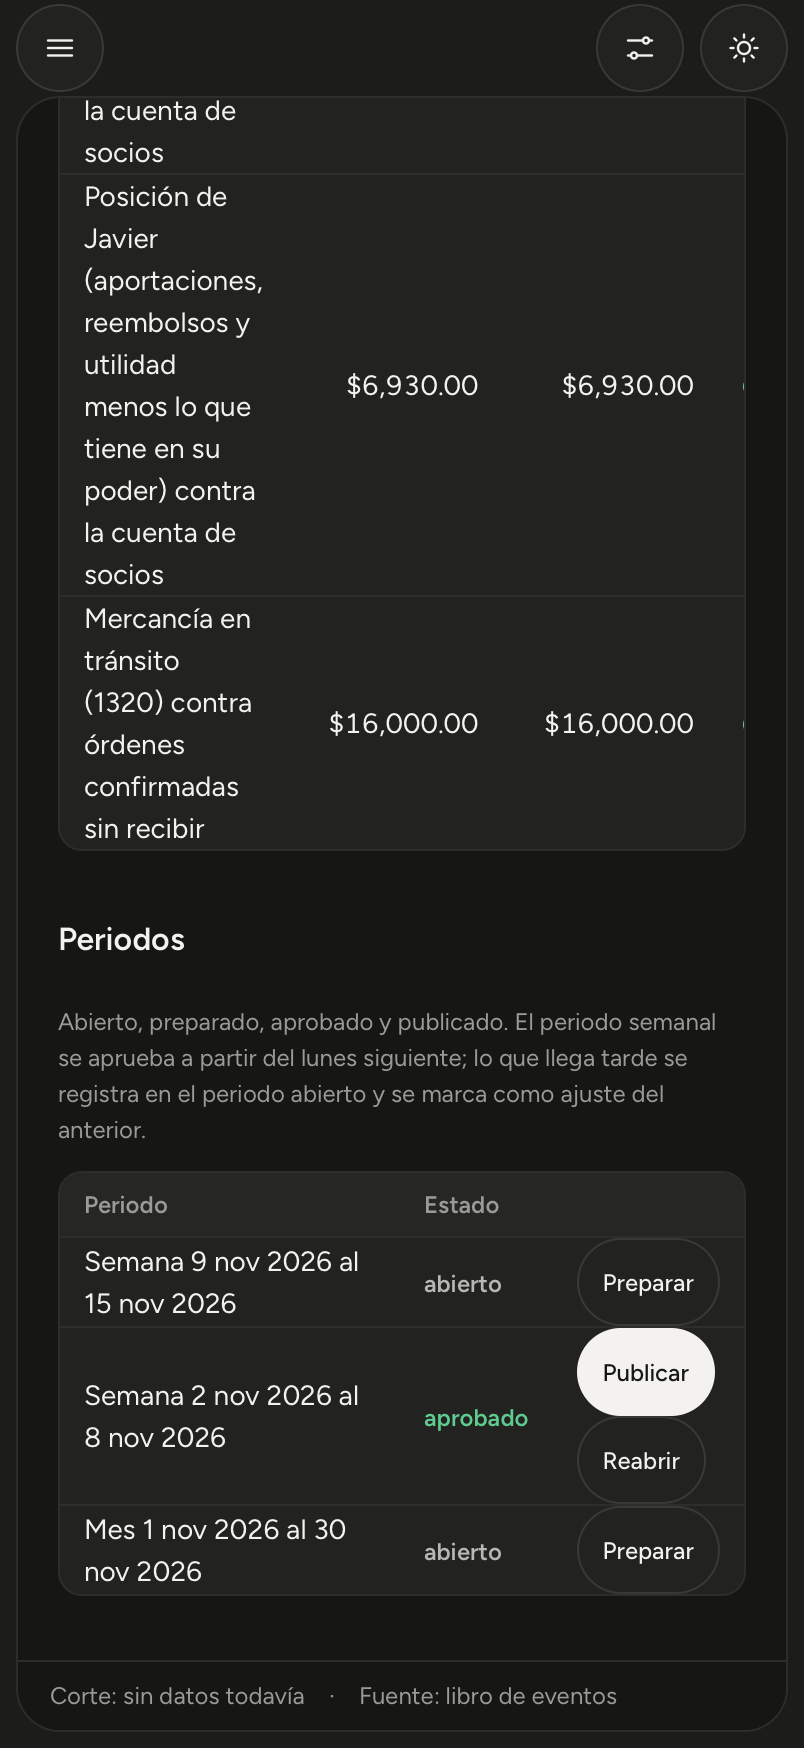 la cuenta de
socios
Posición de
Javier
(aportaciones,
reembolsos y
utilidad
menos lo que
tiene en su
poder) contra
la cuenta de
socios
$6,930.00 $6,930.00
Mercancía en
tránsito
(1320) contra
órdenes
confirmadas
sin recibir
$16,000.00 $16,000.00
Periodos
Abierto, preparado, aprobado y publicado. El periodo semanal
se aprueba a partir del lunes siguiente; lo que llega tarde se
registra en el periodo abierto y se marca como ajuste del
anterior.
Periodo Estado
Semana 9 nov 2026 al
15 nov 2026
abierto
Preparar
Semana 2 nov 2026 al
8 nov 2026
aprobado
Publicar
Reabrir
Mes 1 nov 2026 al 30
nov 2026
abierto
Preparar
Corte: sin datos todavía · Fuente: libro de eventos